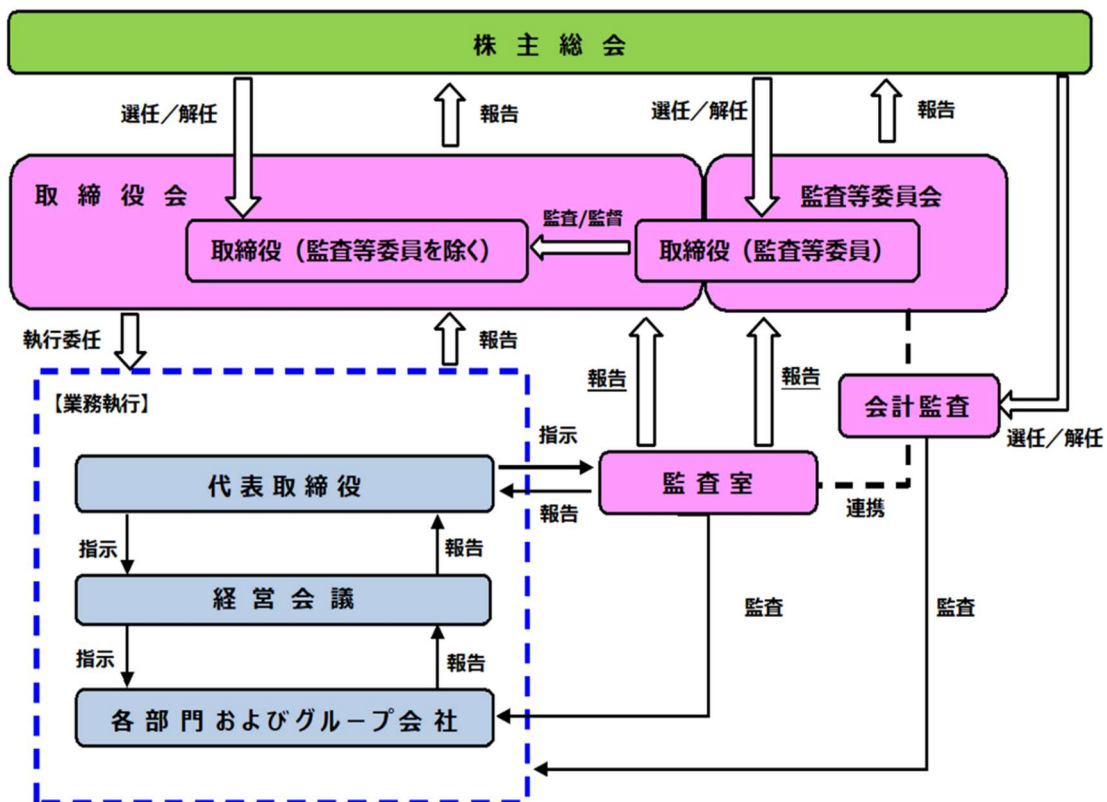 株主総会
選任／解任
報告
選任／解任
報告
取締役会
監査等委員会
監査/監督
取締役（監査等委員を除く）
取締役（監査等委員）
執行委任
報告
報告
報告
【業務執行】
会計監査
選任／解任
指示
代表取締役
監査室
報告
連携
指示
報告
経営会議
監査
監査
指示
報告
各部門およびグループ会社